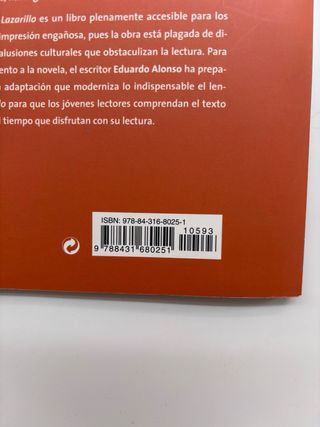 Lazarillo es un libro plenamente accesible para los
impresión engañosa, pues la obra está plagada de di-
alusiones culturales que obstaculizan la lectura. Para
ento a la novela, el escritor Eduardo Alonso ha prepa-
a adaptación que moderniza lo indispensable el len-
lo para que los jóvenes lectores comprendan el texto
l tiempo que disfrutan con su lectura.
ISBN: 978-84-316-8025-1
10593
9 788431 680251